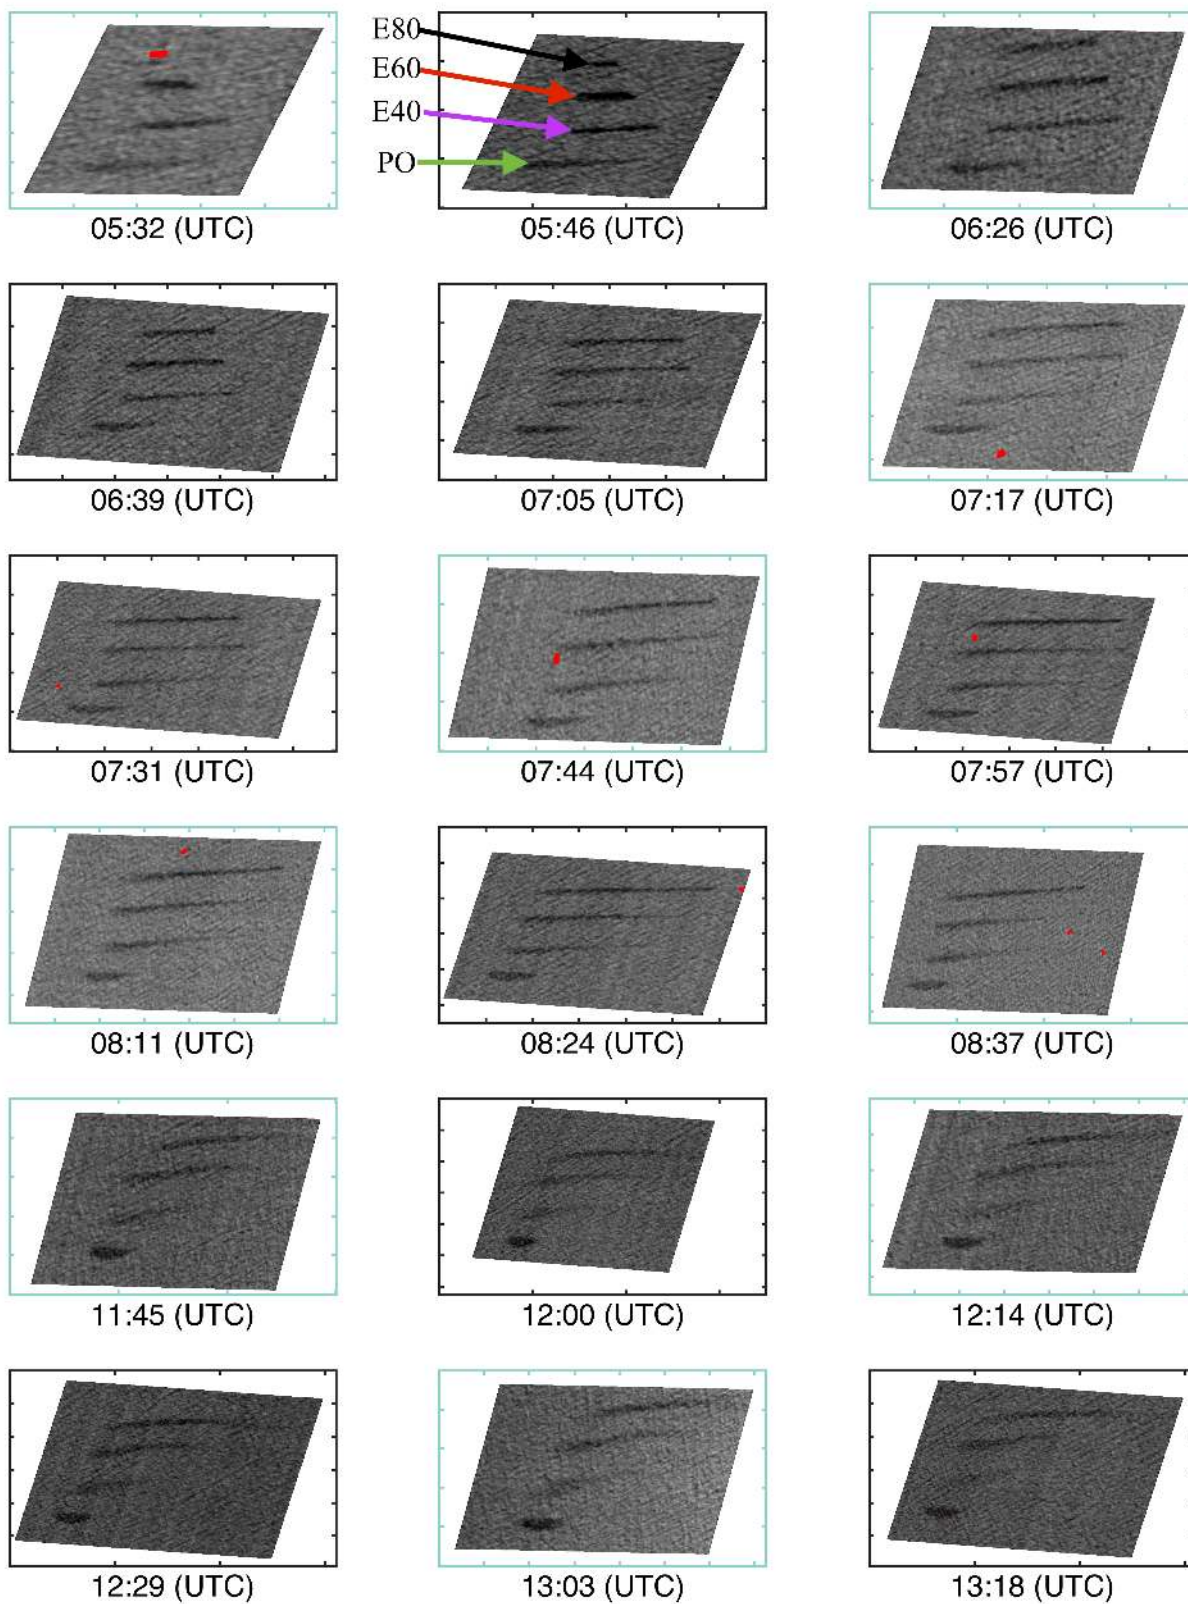 E80
E60
E40
PO
05:32 (UTC)
05:46 (UTC)
06:26 (UTC)
06:39 (UTC)
07:05 (UTC)
07:17 (UTC)
07:31 (UTC)
07:44 (UTC)
07:57 (UTC)
08:11 (UTC)
08:24 (UTC)
08:37 (UTC)
11:45 (UTC)
12:00 (UTC)
12:14 (UTC)
12:29 (UTC)
13:03 (UTC)
13:18 (UTC)